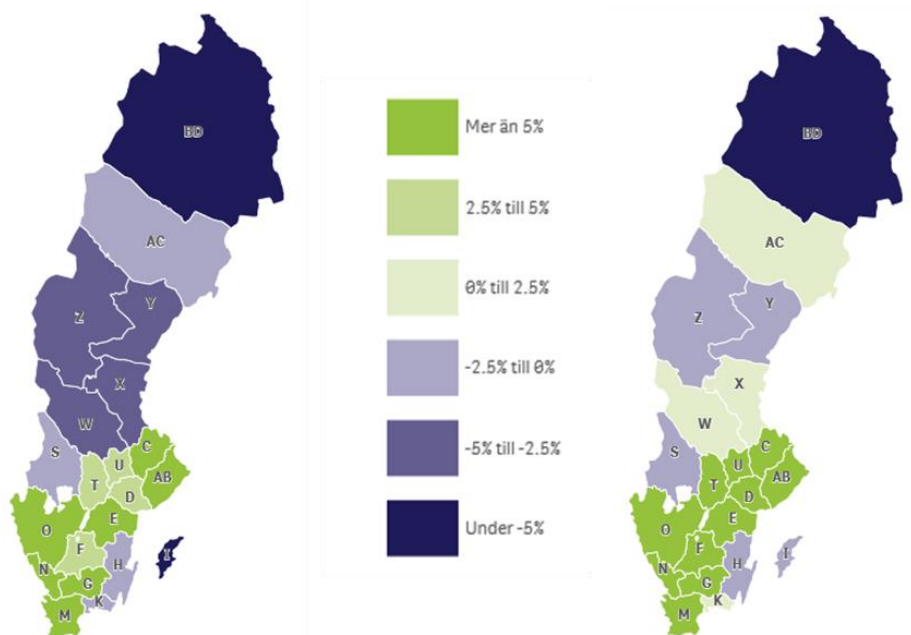 BD
AC
Z
Y
X
W
S
C
U
AB
T
D
O
E
F
I
N
H
G
K
M
Mer än 5%
2.5% till 5%
0% till 2.5%
-2.5% till 0%
-5% till -2.5%
Under -5%
BD
AC
Z
Y
X
W
S
C
U
AB
T
D
O
E
F
I
N
H
G
K
M